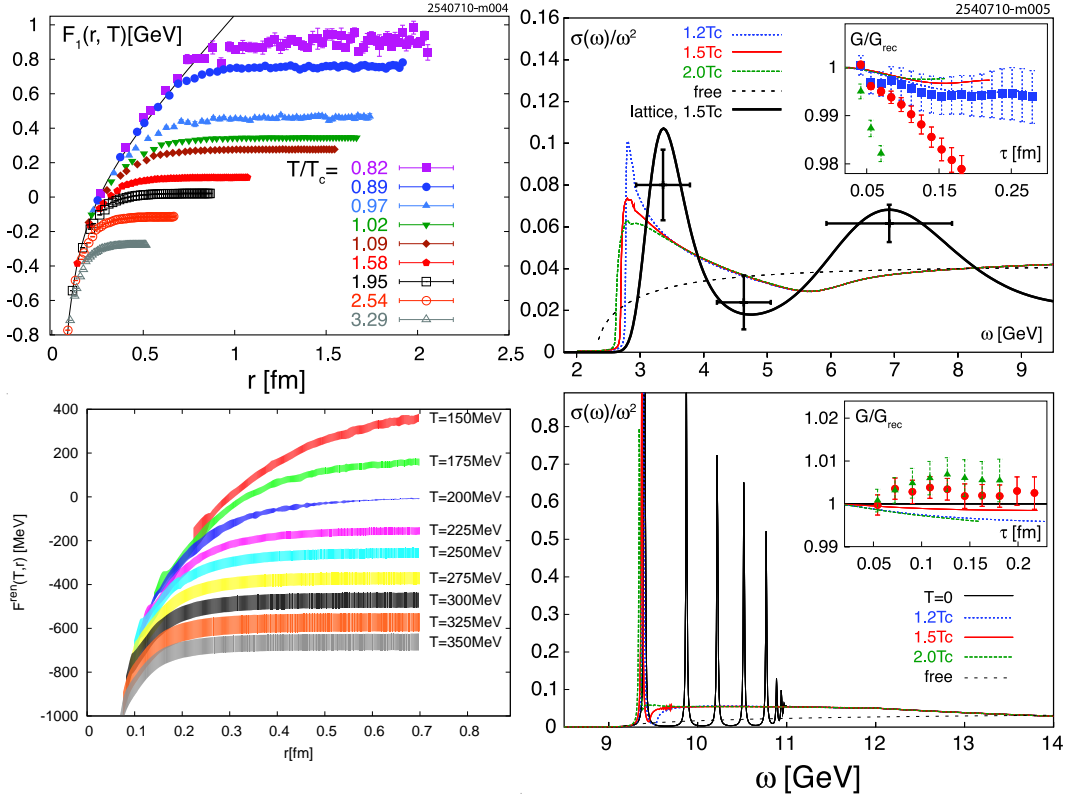 2540710-m004
F₁(r, T)[GeV]
1
0.8
0.6
0.4
0.2
0
-0.2
-0.4
-0.6
-0.8
T/Tc=
0.82
0.89
0.97
1.02
1.09
1.58
1.95
2.54
3.29
0 0.5 1 1.5 2 2.5
r [fm]
2540710-m005
σ(ω)/ω²
0.16
0.14
0.12
0.1
0.08
0.06
0.04
0.02
0
1.2Tc
1.5Tc
2.0Tc
free
lattice, 1.5Tc
G/Grec
1
0.99
0.98
τ [fm]
0.05 0.15 0.25
ω [GeV]
2 3 4 5 6 7 8 9
400
200
0
-200
-400
-600
-800
-1000
Fren(T,r) [MeV]
T=150MeV
T=175MeV
T=200MeV
T=225MeV
T=250MeV
T=275MeV
T=300MeV
T=325MeV
T=350MeV
0.1 0.2 0.3 0.4 0.5 0.6 0.7 0.8
r[fm]
σ(ω)/ω²
0.8
0.7
0.6
0.5
0.4
0.3
0.2
0.1
0
G/Grec
1.02
1.01
1
0.99
τ [fm]
0.05 0.10 0.15 0.2
T=0
1.2Tc
1.5Tc
2.0Tc
free
9 10 11 12 13 14
ω [GeV]